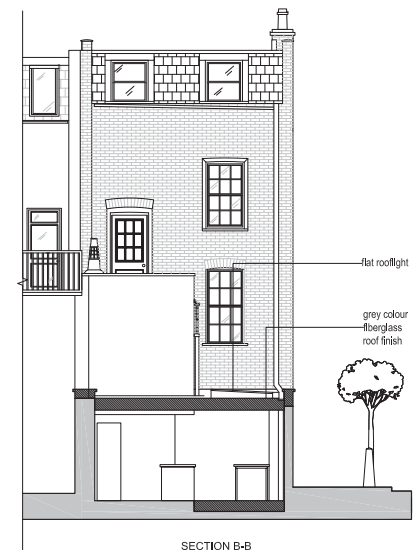 flat rooflight
grey colour
fiberglass
roof finish
SECTION B-B